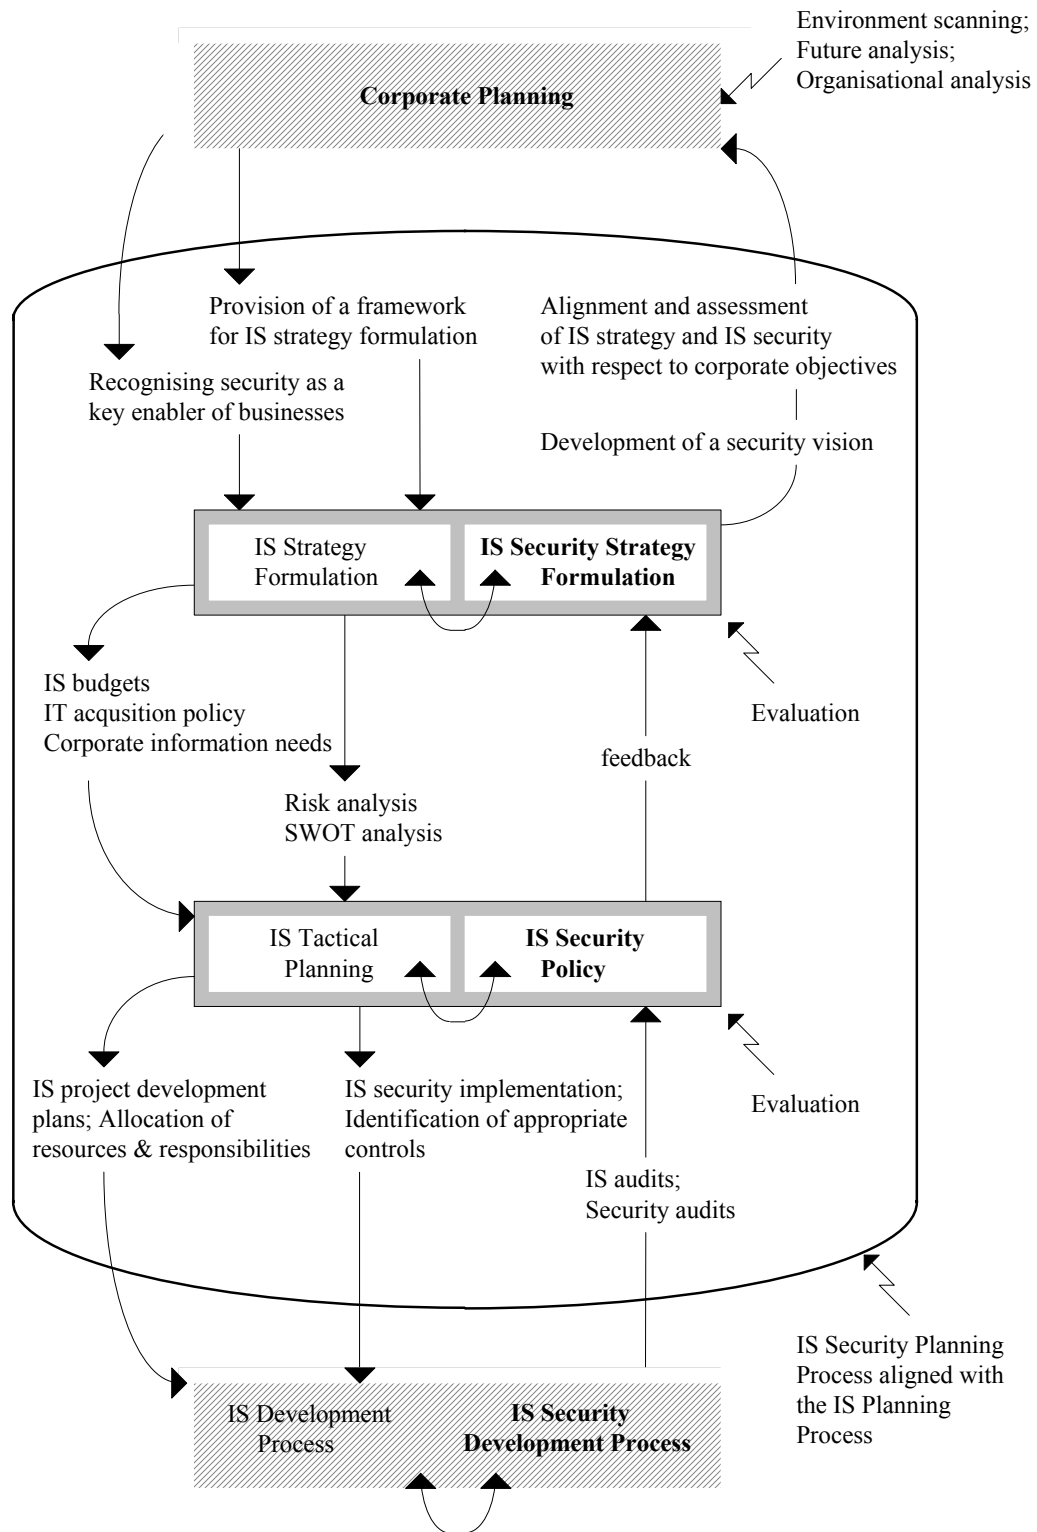 Environment scanning;
Future analysis;
Organisational analysis
Corporate Planning
Provision of a framework
for IS strategy formulation
Alignment and assessment
of IS strategy and IS security
with respect to corporate objectives
Recognising security as a
key enabler of businesses
Development of a security vision
IS Strategy
Formulation
IS Security Strategy
Formulation
IS budgets
IT acqusition policy
Corporate information needs
Evaluation
feedback
Risk analysis
SWOT analysis
IS Tactical
Planning
IS Security
Policy
IS project development
plans; Allocation of
resources & responsibilities
IS security implementation;
Identification of appropriate
controls
Evaluation
IS audits;
Security audits
IS Security Planning
Process aligned with
the IS Planning
Process
IS Development
Process
IS Security
Development Process